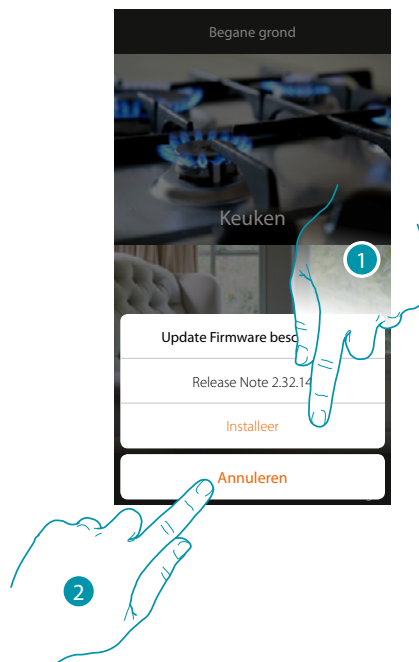 Begane grond
Keuken
1
Update Firmware besc
Release Note 2.32.14
Installeer
Annuleren
2